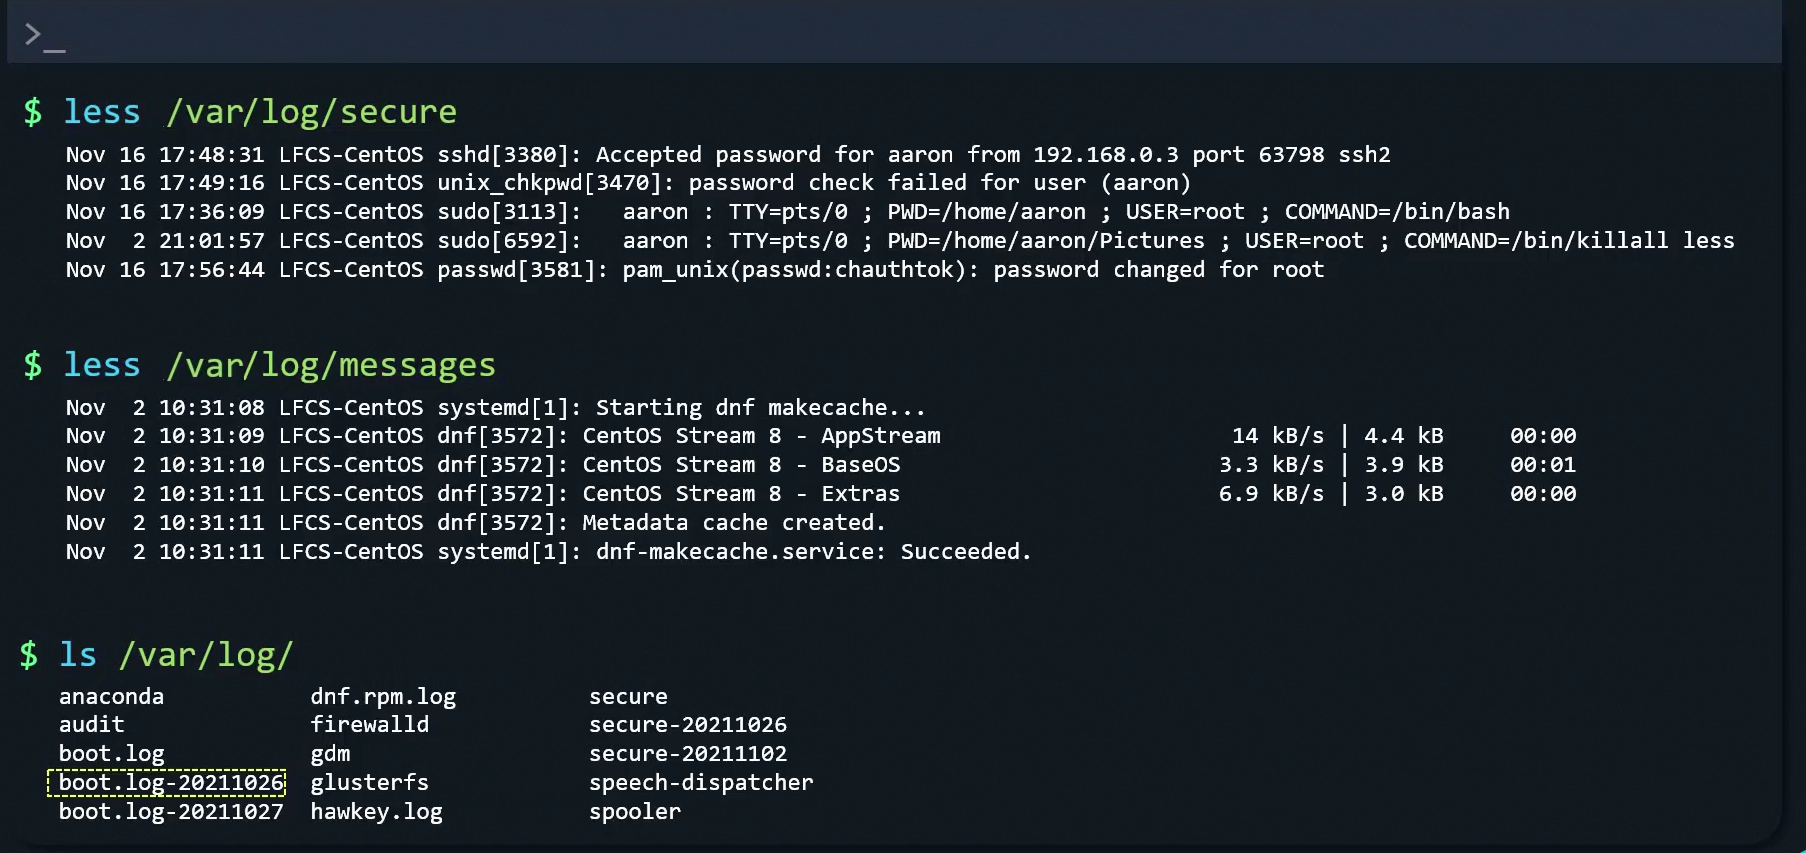 >_
$ less /var/log/secure
Nov 16 17:48:31 LFCS-CentOS sshd[3380]: Accepted password for aaron from 192.168.0.3 port 63798 ssh2
Nov 16 17:49:16 LFCS-CentOS unix_chkpwd[3470]: password check failed for user (aaron)
Nov 16 17:36:09 LFCS-CentOS sudo[3113]:   aaron : TTY=pts/0 ; PWD=/home/aaron ; USER=root ; COMMAND=/bin/bash
Nov  2 21:01:57 LFCS-CentOS sudo[6592]:   aaron : TTY=pts/0 ; PWD=/home/aaron/Pictures ; USER=root ; COMMAND=/bin/killall less
Nov 16 17:56:44 LFCS-CentOS passwd[3581]: pam_unix(passwd:chauthtok): password changed for root
$ less /var/log/messages
Nov  2 10:31:08 LFCS-CentOS systemd[1]: Starting dnf makecache...
Nov  2 10:31:09 LFCS-CentOS dnf[3572]: CentOS Stream 8 - AppStream                      14 kB/s | 4.4 kB     00:00
Nov  2 10:31:10 LFCS-CentOS dnf[3572]: CentOS Stream 8 - BaseOS                        3.3 kB/s | 3.9 kB     00:01
Nov  2 10:31:11 LFCS-CentOS dnf[3572]: CentOS Stream 8 - Extras                        6.9 kB/s | 3.0 kB     00:00
Nov  2 10:31:11 LFCS-CentOS dnf[3572]: Metadata cache created.
Nov  2 10:31:11 LFCS-CentOS systemd[1]: dnf-makecache.service: Succeeded.
$ ls /var/log/
anaconda           dnf.rpm.log          secure
audit              firewalld            secure-20211026
boot.log           gdm                  secure-20211102
boot.log-20211026  glusterfs            speech-dispatcher
boot.log-20211027  hawkey.log           spooler